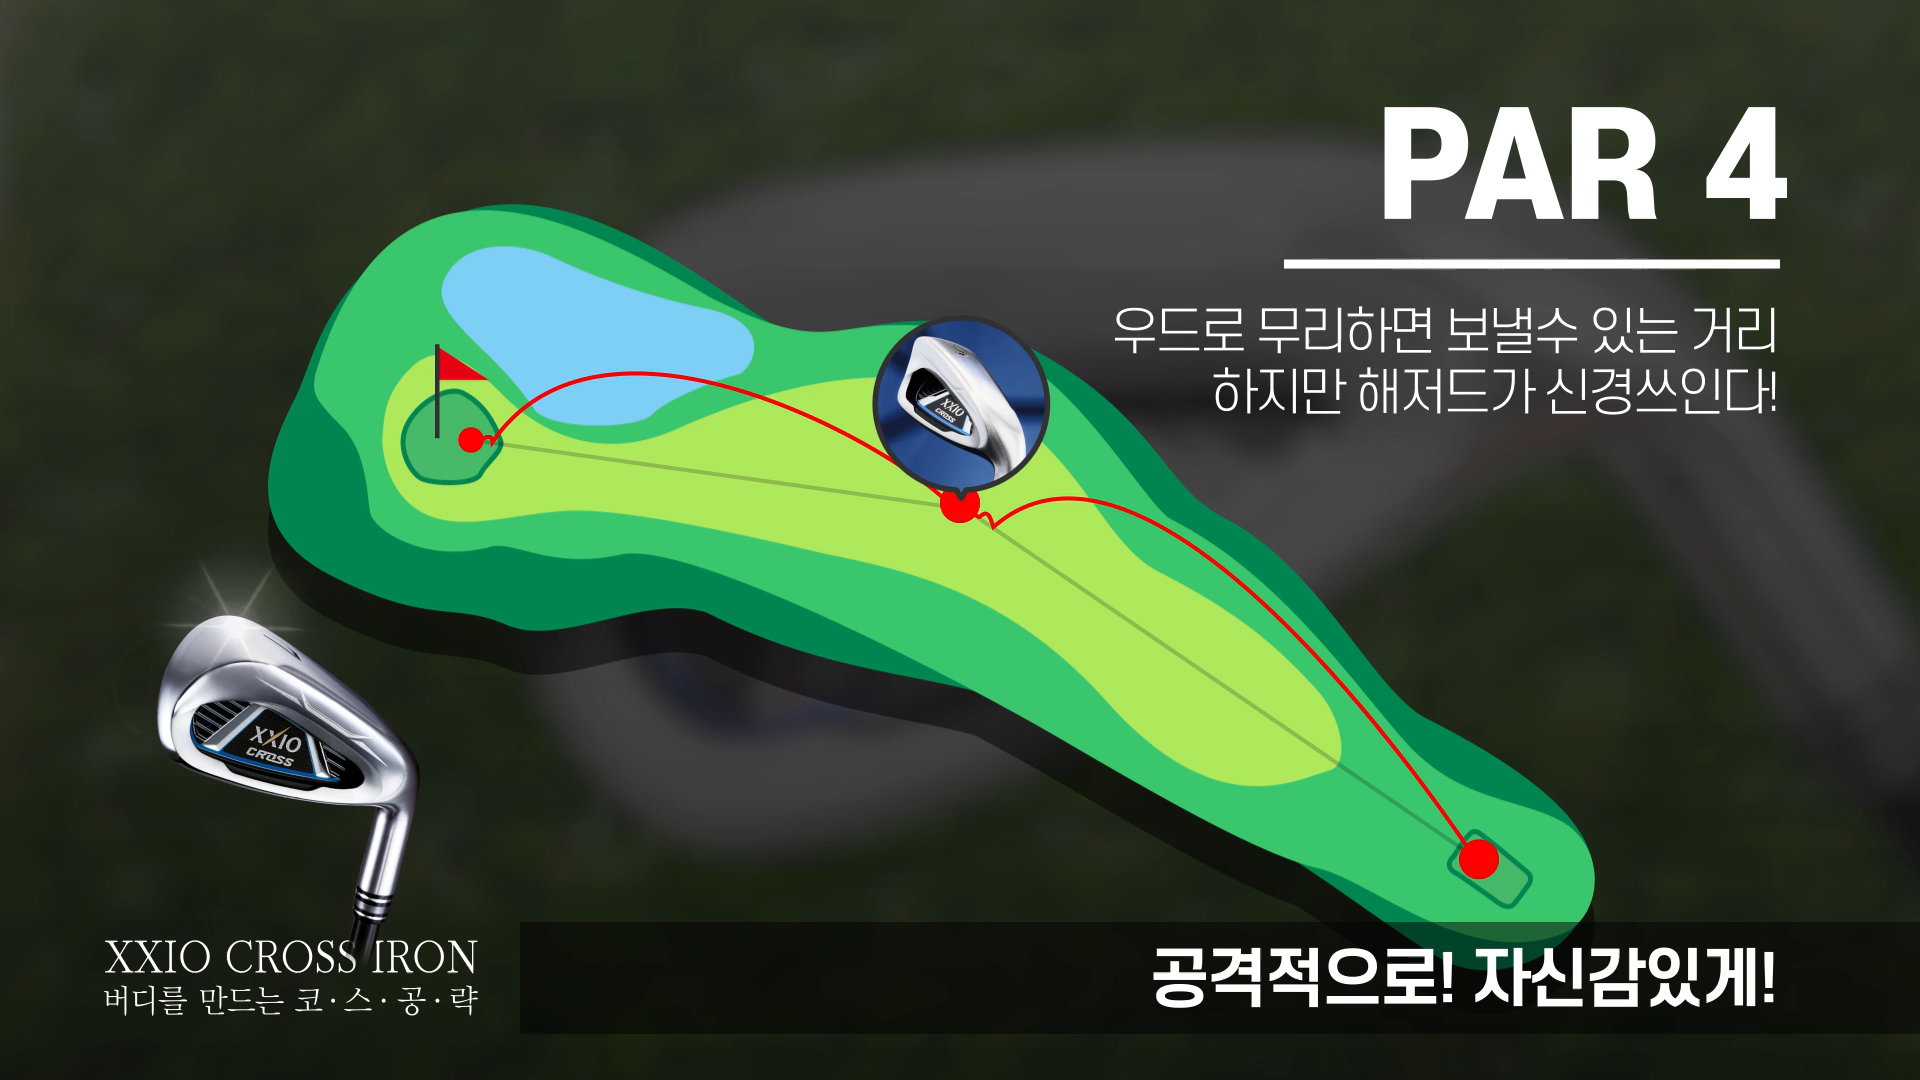 PAR 4
우드로 무리하면 보낼수 있는 거리
하지만 해저드가 신경쓰인다!
XXIO
CROSS
XXIO
CROSS
XXIO CROSS IRON
버디를 만드는 코·스·공·략
공격적으로! 자신감있게!